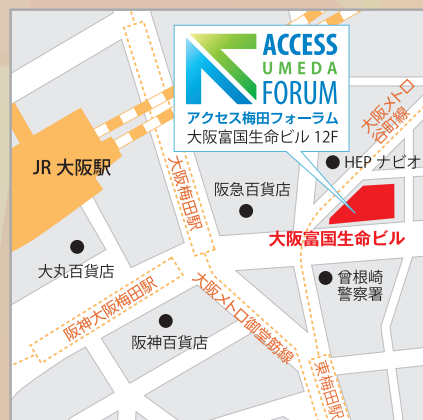 ACCESS
UMEDA
FORUM
アクセス梅田フォーラム
大阪富国生命ビル 12F
大阪メトロ
谷町線
JR 大阪駅
HEP ナビオ
大阪梅田駅
阪急百貨店
大阪富国生命ビル
大丸百貨店
阪神大阪梅田駅
大阪メトロ御堂筋線
曾根崎
警察署
阪神百貨店
東梅田駅